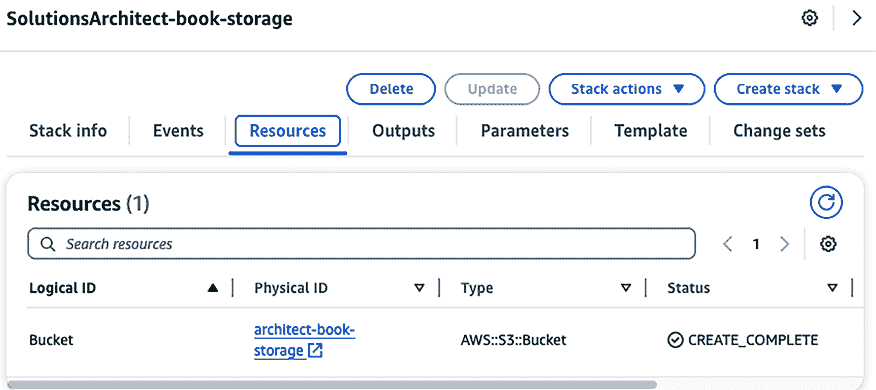 SolutionsArchitect-book-storage
Delete Update Stack actions Create stack
Stack info Events Resources Outputs Parameters Template Change sets
Resources (1)
Search resources 1
Logical ID Physical ID Type Status
Bucket architect-book-storage AWS::S3::Bucket CREATE_COMPLETE